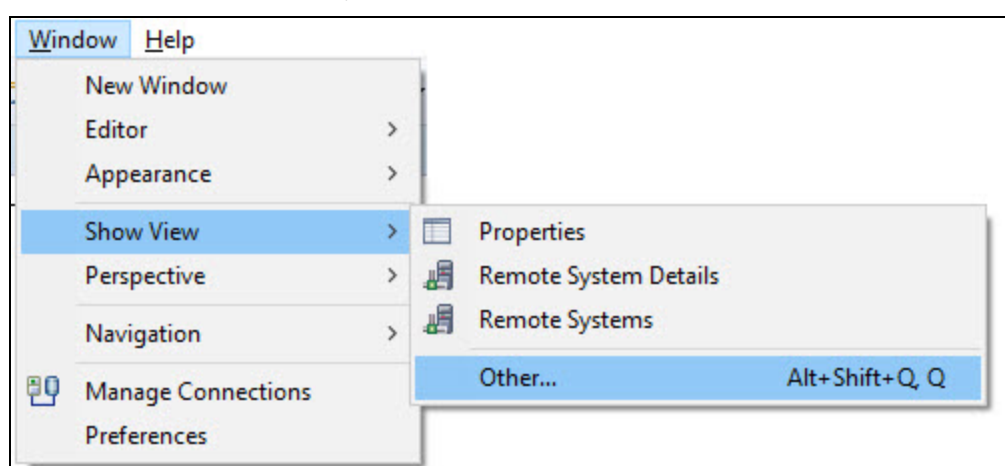 Window Help
New Window
Editor
Appearance
Show View
Perspective
Navigation
Manage Connections
Preferences
Properties
Remote System Details
Remote Systems
Other... Alt+Shift+Q, Q